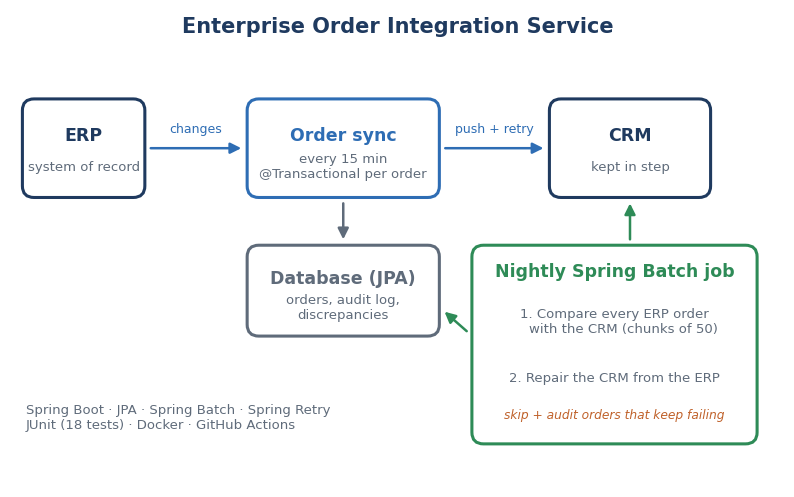 Enterprise Order Integration Service
ERP
system of record
changes
Order sync
every 15 min
@Transactional per order
push + retry
CRM
kept in step
Database (JPA)
orders, audit log,
discrepancies
Nightly Spring Batch job
1. Compare every ERP order
with the CRM (chunks of 50)
2. Repair the CRM from the ERP
skip + audit orders that keep failing
Spring Boot · JPA · Spring Batch · Spring Retry
JUnit (18 tests) · Docker · GitHub Actions